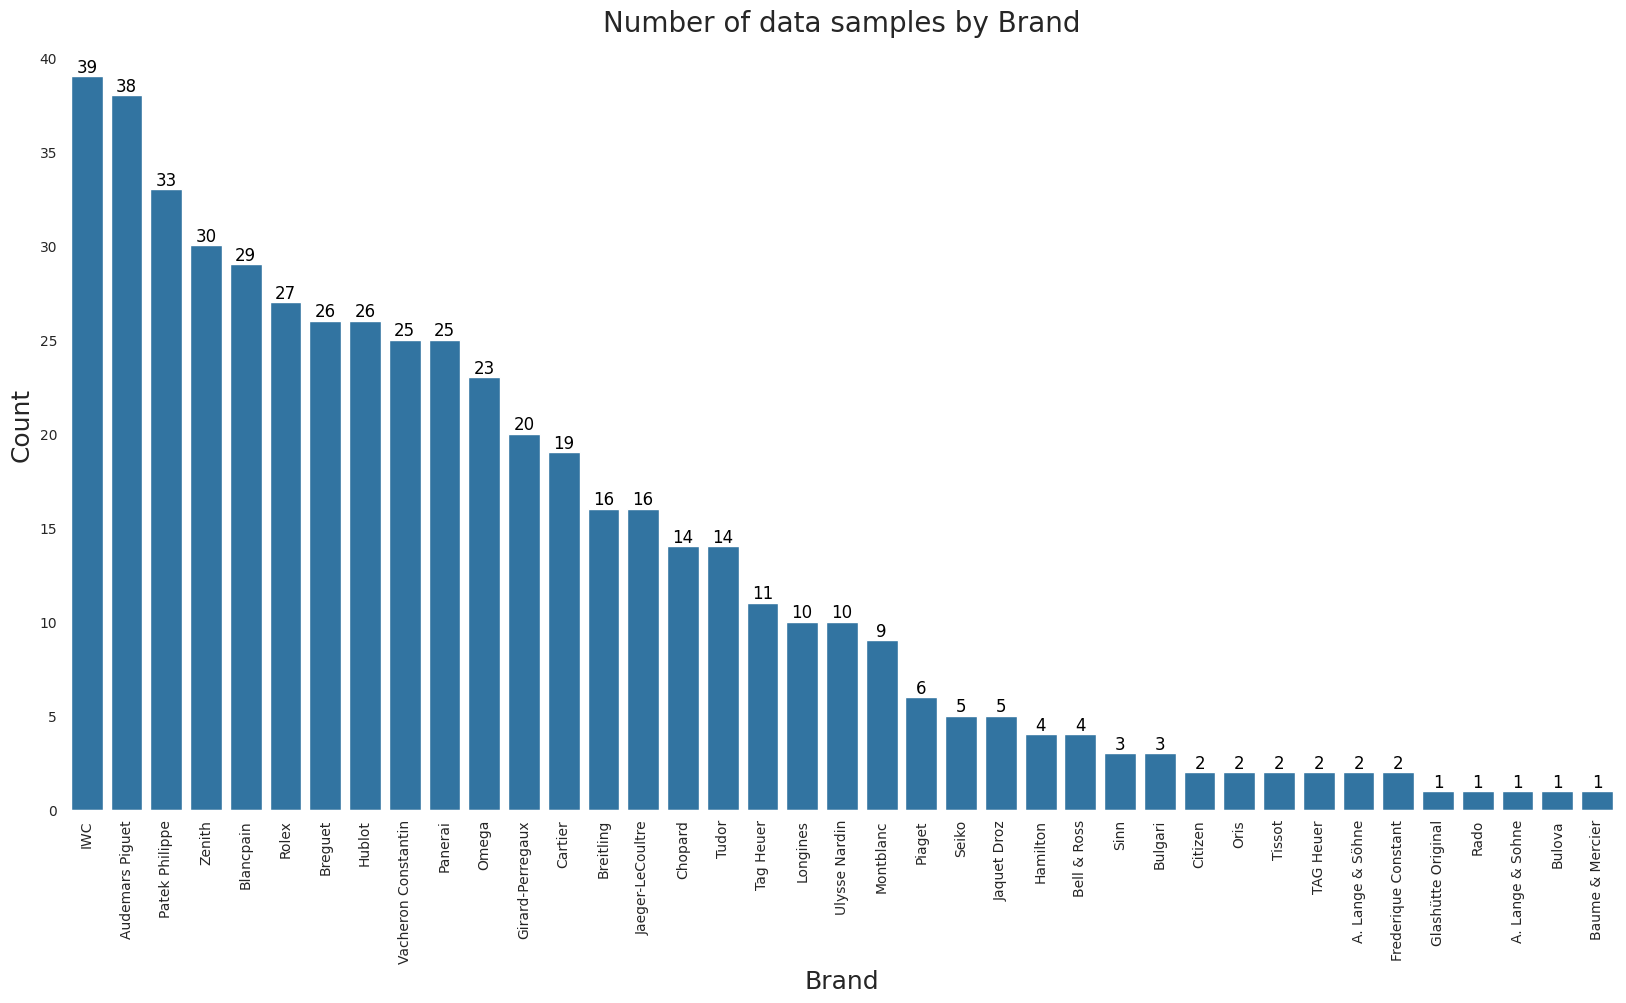 Number of data samples by Brand
Count
40
35
30
25
20
15
10
5
0
39
38
33
30
29
27
26
26
25
25
23
20
19
16
16
14
14
11
10
10
9
6
5
5
4
4
3
3
2
2
2
2
2
2
1
1
1
1
1
IWC
Audemars Piguet
Patek Philippe
Zenith
Blancpain
Rolex
Breguet
Hublot
Vacheron Constantin
Panerai
Omega
Girard-Perregaux
Cartier
Breitling
Jaeger-LeCoultre
Chopard
Tudor
Tag Heuer
Longines
Ulysse Nardin
Montblanc
Piaget
Seiko
Jaquet Droz
Hamilton
Bell & Ross
Sinn
Bulgari
Citizen
Oris
Tissot
TAG Heuer
A. Lange & Söhne
Frederique Constant
Glashütte Original
Rado
A. Lange & Sohne
Bulova
Baume & Mercier
Brand